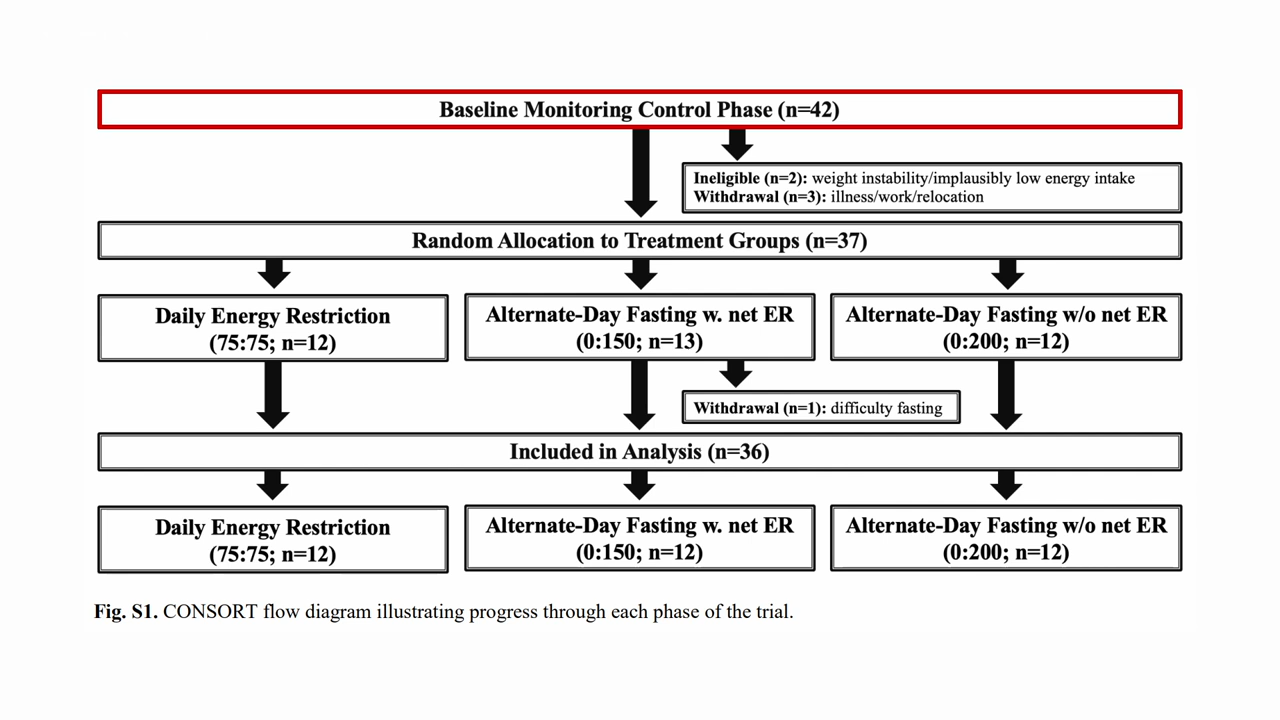 Baseline Monitoring Control Phase (n=42)
Ineligible (n=2): weight instability/implausibly low energy intake
Withdrawal (n=3): illness/work/relocation
Random Allocation to Treatment Groups (n=37)
Daily Energy Restriction
(75:75; n=12)
Alternate-Day Fasting w. net ER
(0:150; n=13)
Alternate-Day Fasting w/o net ER
(0:200; n=12)
Withdrawal (n=1): difficulty fasting
Included in Analysis (n=36)
Daily Energy Restriction
(75:75; n=12)
Alternate-Day Fasting w. net ER
(0:150; n=12)
Alternate-Day Fasting w/o net ER
(0:200; n=12)
Fig. S1. CONSORT flow diagram illustrating progress through each phase of the trial.